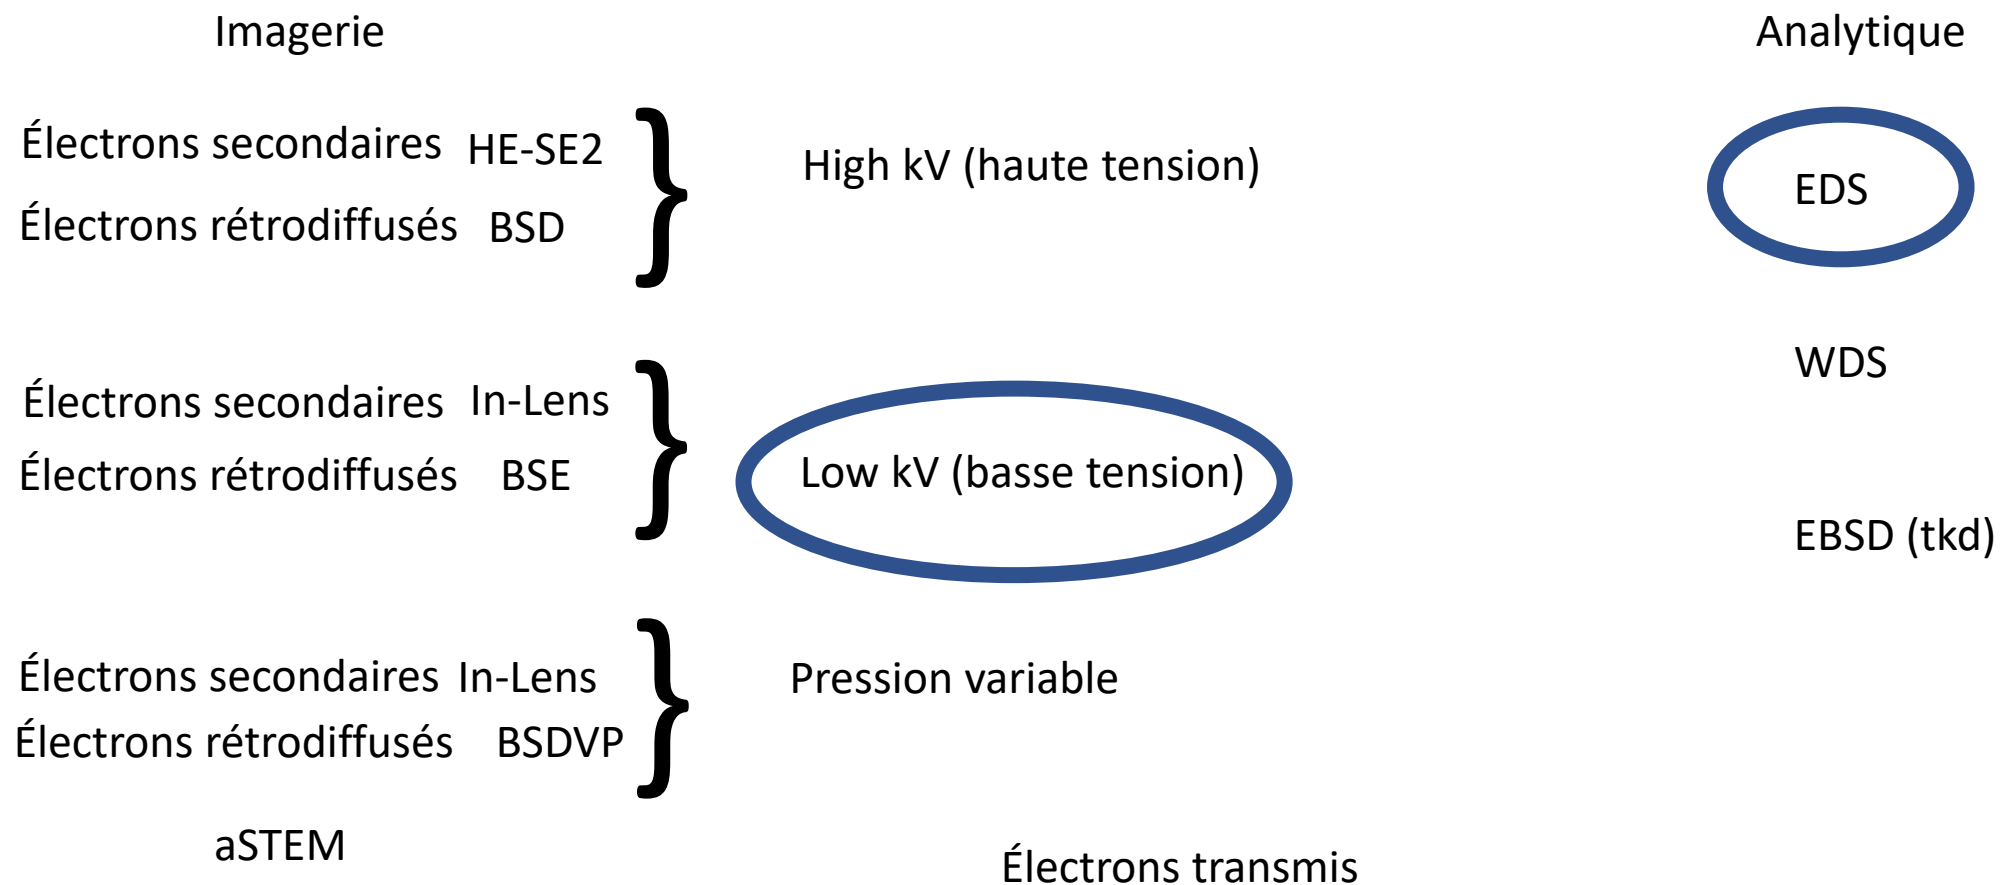 Imagerie
Analytique
Électrons secondaires HE-SE2
High kV (haute tension)
EDS
Électrons rétrodiffusés BSD
WDS
Électrons secondaires In-Lens
Low kV (basse tension)
Électrons rétrodiffusés BSE
EBSD (tkd)
Électrons secondaires In-Lens
Pression variable
Électrons rétrodiffusés BSDVP
aSTEM
Électrons transmis